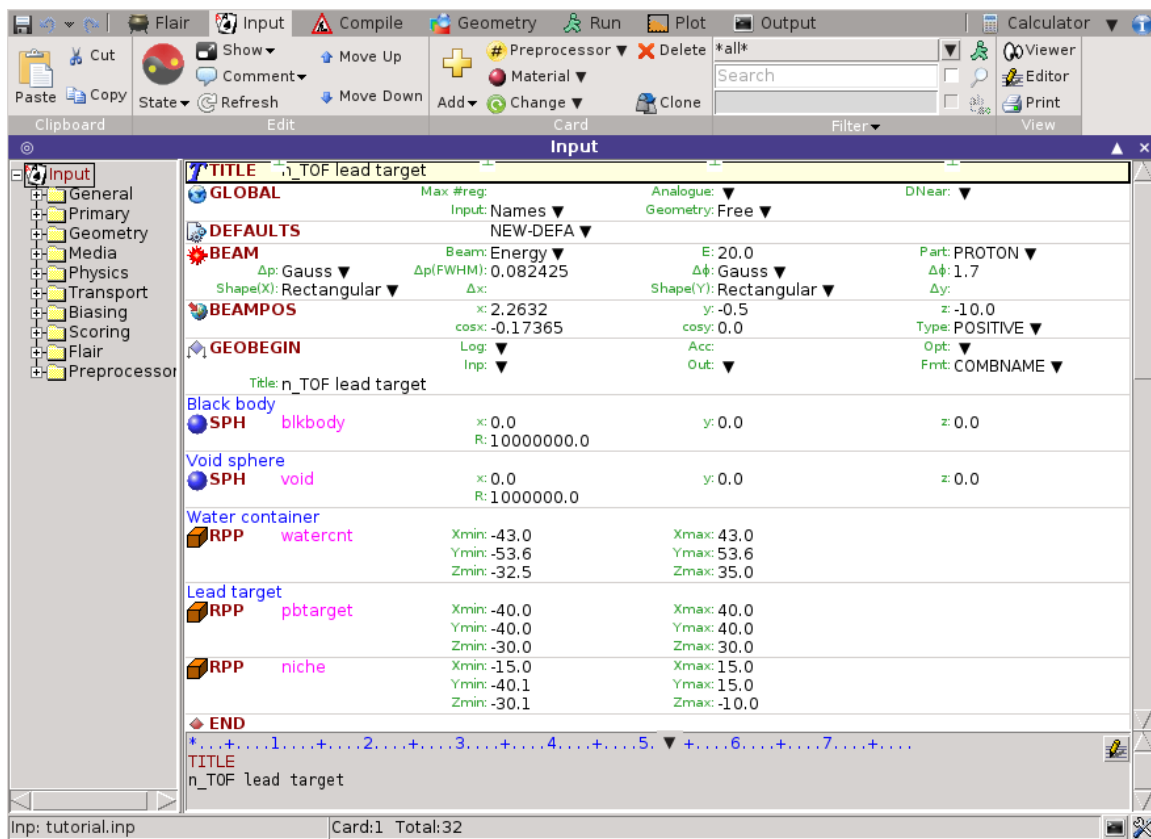 Flair Input Compile Geometry Run Plot Output Calculator
Paste Cut Copy State Show Comment Refresh Move Up Move Down Add # Preprocessor Material Change Delete Clone *all* Search Viewer Editor Print
Clipboard Edit Card Filter View
Input
Input
General
Primary
Geometry
Media
Physics
Transport
Biasing
Scoring
Flair
Preprocessor
TITLE n_TOF lead target
GLOBAL Max #reg: Analogue: DNear:
Input: Names Geometry: Free
DEFAULTS NEW-DEFA
BEAM Beam: Energy E: 20.0 Part: PROTON
Δp: Gauss Δp(FWHM): 0.082425 Δϕ: Gauss Δϕ: 1.7
Shape(X): Rectangular Δx: Shape(Y): Rectangular Δy:
BEAMPOS x: 2.2632 y: -0.5 z: -10.0
cosx: -0.17365 cosy: 0.0 Type: POSITIVE
GEOBEGIN Log: Acc: Opt:
Inp: Out: Fmt: COMBNAME
Title: n_TOF lead target
Black body
SPH blkbody x: 0.0 y: 0.0 z: 0.0
R: 10000000.0
Void sphere
SPH void x: 0.0 y: 0.0 z: 0.0
R: 1000000.0
Water container
RPP watercnt Xmin: -43.0 Xmax: 43.0
Ymin: -53.6 Ymax: 53.6
Zmin: -32.5 Zmax: 35.0
Lead target
RPP pbtarget Xmin: -40.0 Xmax: 40.0
Ymin: -40.0 Ymax: 40.0
Zmin: -30.0 Zmax: 30.0
RPP niche Xmin: -15.0 Xmax: 15.0
Ymin: -40.1 Ymax: 15.0
Zmin: -30.1 Zmax: -10.0
END
*...+....1....+....2....+....3....+....4....+....5. +....6....+....7....+....
TITLE
n_TOF lead target
Inp: tutorial.inp Card:1 Total:32